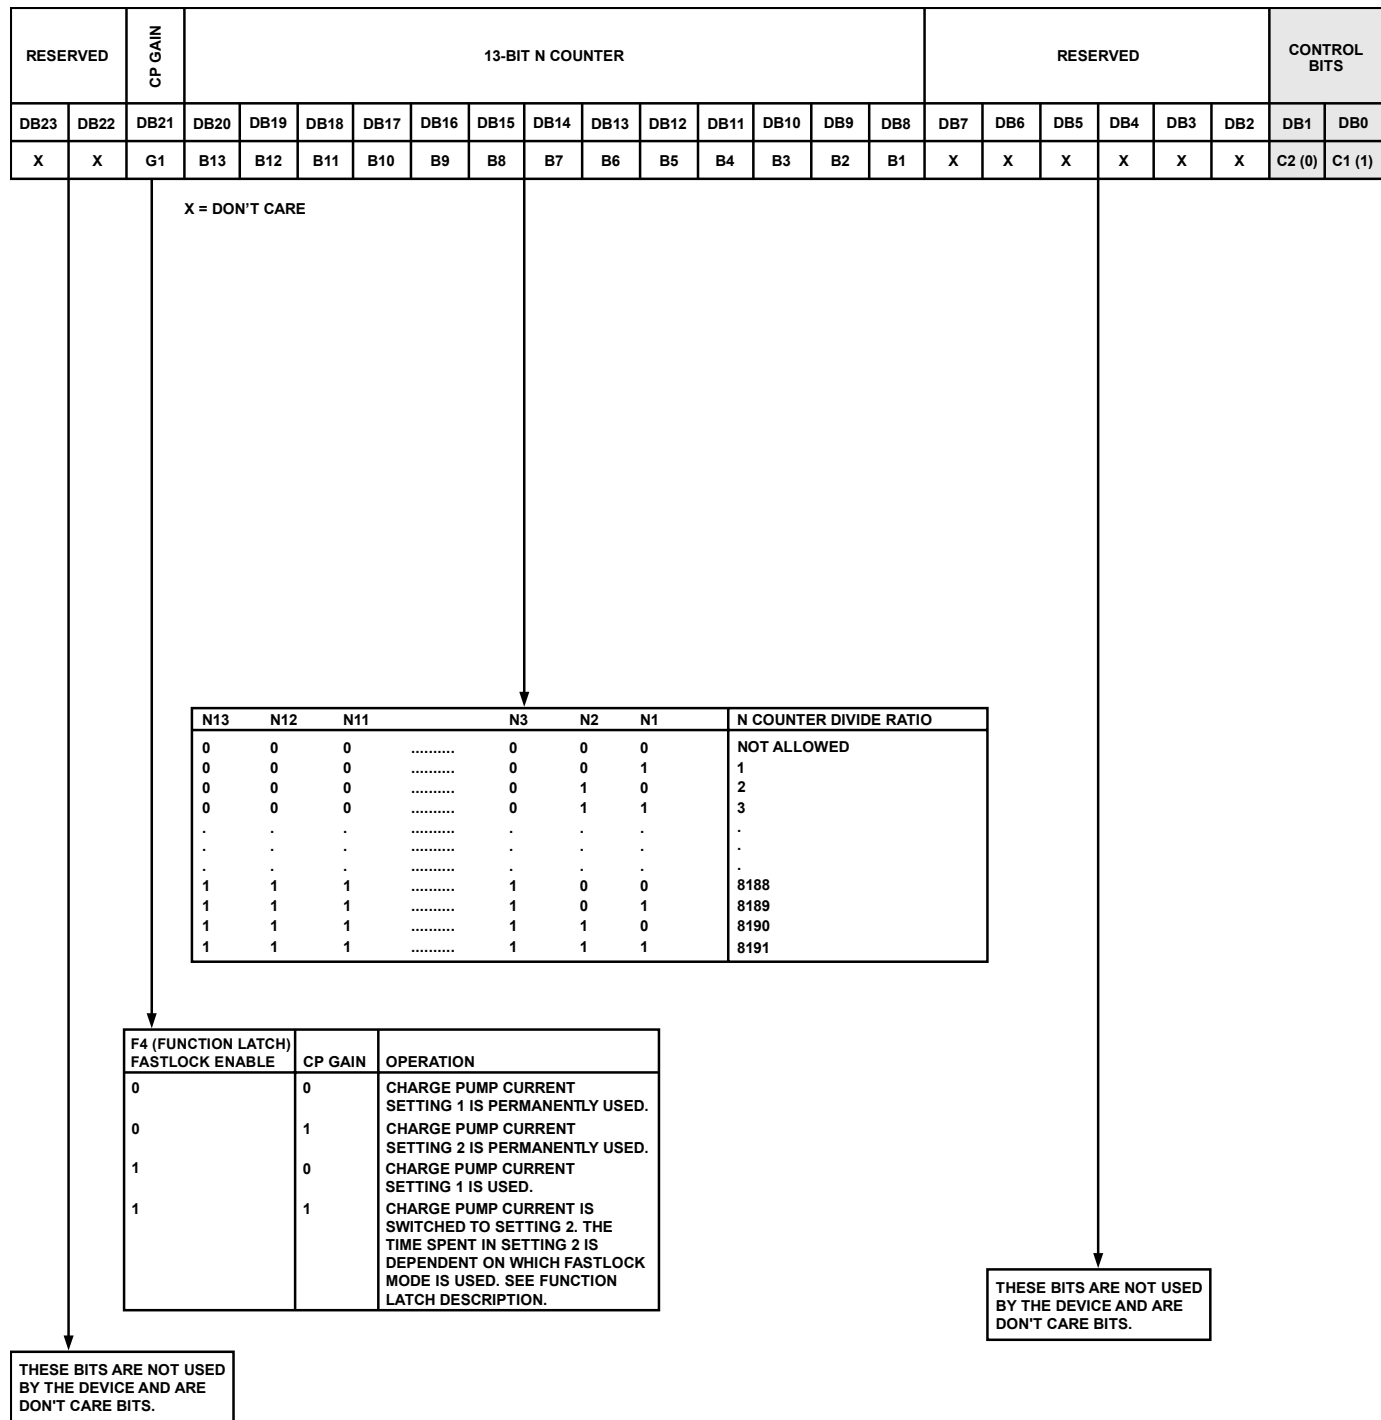 RESERVED CP GAIN 13-BIT N COUNTER RESERVED CONTROL BITS
DB23 DB22 DB21 DB20 DB19 DB18 DB17 DB16 DB15 DB14 DB13 DB12 DB11 DB10 DB9 DB8 DB7 DB6 DB5 DB4 DB3 DB2 DB1 DB0
X X G1 B13 B12 B11 B10 B9 B8 B7 B6 B5 B4 B3 B2 B1 X X X X X X C2 (0) C1 (1)
X = DON'T CARE
N13 N12 N11 N3 N2 N1 N COUNTER DIVIDE RATIO
0 0 0 .......... 0 0 0 NOT ALLOWED
0 0 0 .......... 0 0 1 1
0 0 0 .......... 0 1 0 2
0 0 0 .......... 0 1 1 3
. . . .......... . . . .
. . . .......... . . . .
. . . .......... . . . .
1 1 1 .......... 1 0 0 8188
1 1 1 .......... 1 0 1 8189
1 1 1 .......... 1 1 0 8190
1 1 1 .......... 1 1 1 8191
F4 (FUNCTION LATCH)
FASTLOCK ENABLE CP GAIN OPERATION
0 0 CHARGE PUMP CURRENT
SETTING 1 IS PERMANENTLY USED.
0 1 CHARGE PUMP CURRENT
SETTING 2 IS PERMANENTLY USED.
1 0 CHARGE PUMP CURRENT
SETTING 1 IS USED.
1 1 CHARGE PUMP CURRENT IS
SWITCHED TO SETTING 2. THE
TIME SPENT IN SETTING 2 IS
DEPENDENT ON WHICH FASTLOCK
MODE IS USED. SEE FUNCTION
LATCH DESCRIPTION.
THESE BITS ARE NOT USED
BY THE DEVICE AND ARE
DON'T CARE BITS.
THESE BITS ARE NOT USED
BY THE DEVICE AND ARE
DON'T CARE BITS.